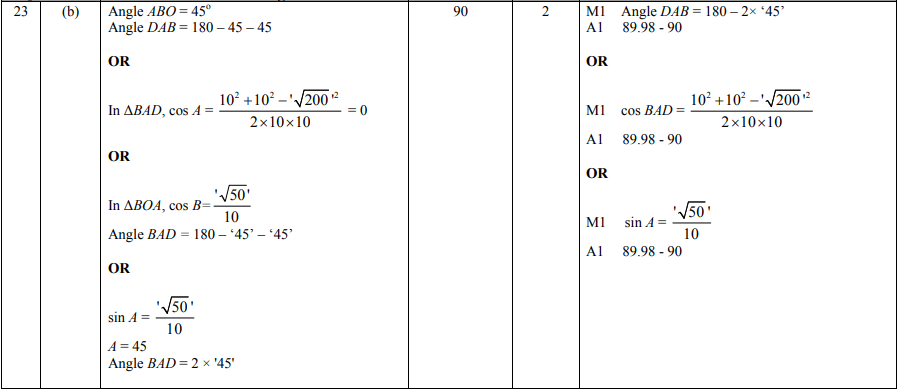 23 (b) Angle ABO = 45° 90 2 M1 Angle DAB = 180 – 2× ‘45’
Angle DAB = 180 – 45 – 45 A1 89.98 - 90
OR OR
In ΔBAD, cos A = (10² +10² –'√200'²)/(2×10×10) = 0 M1 cos BAD = (10² +10² –'√200'²)/(2×10×10)
A1 89.98 - 90
OR
OR
In ΔBOA, cos B= '√50'/10
M1 sin A = '√50'/10
Angle BAD = 180 – ‘45’ – ‘45’
A1 89.98 - 90
OR
sin A = '√50'/10
A = 45
Angle BAD = 2 × '45'